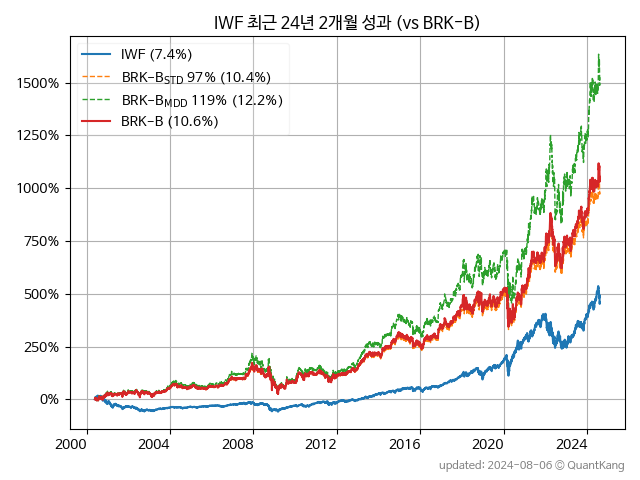 IWF 최근 24년 2개월 성과 (vs BRK-B)
IWF (7.4%)
BRK-B_STD 97% (10.4%)
BRK-B_MDD 119% (12.2%)
BRK-B (10.6%)
1500%
1250%
1000%
750%
500%
250%
0%
2000 2004 2008 2012 2016 2020 2024
updated: 2024-08-06 © QuantKang